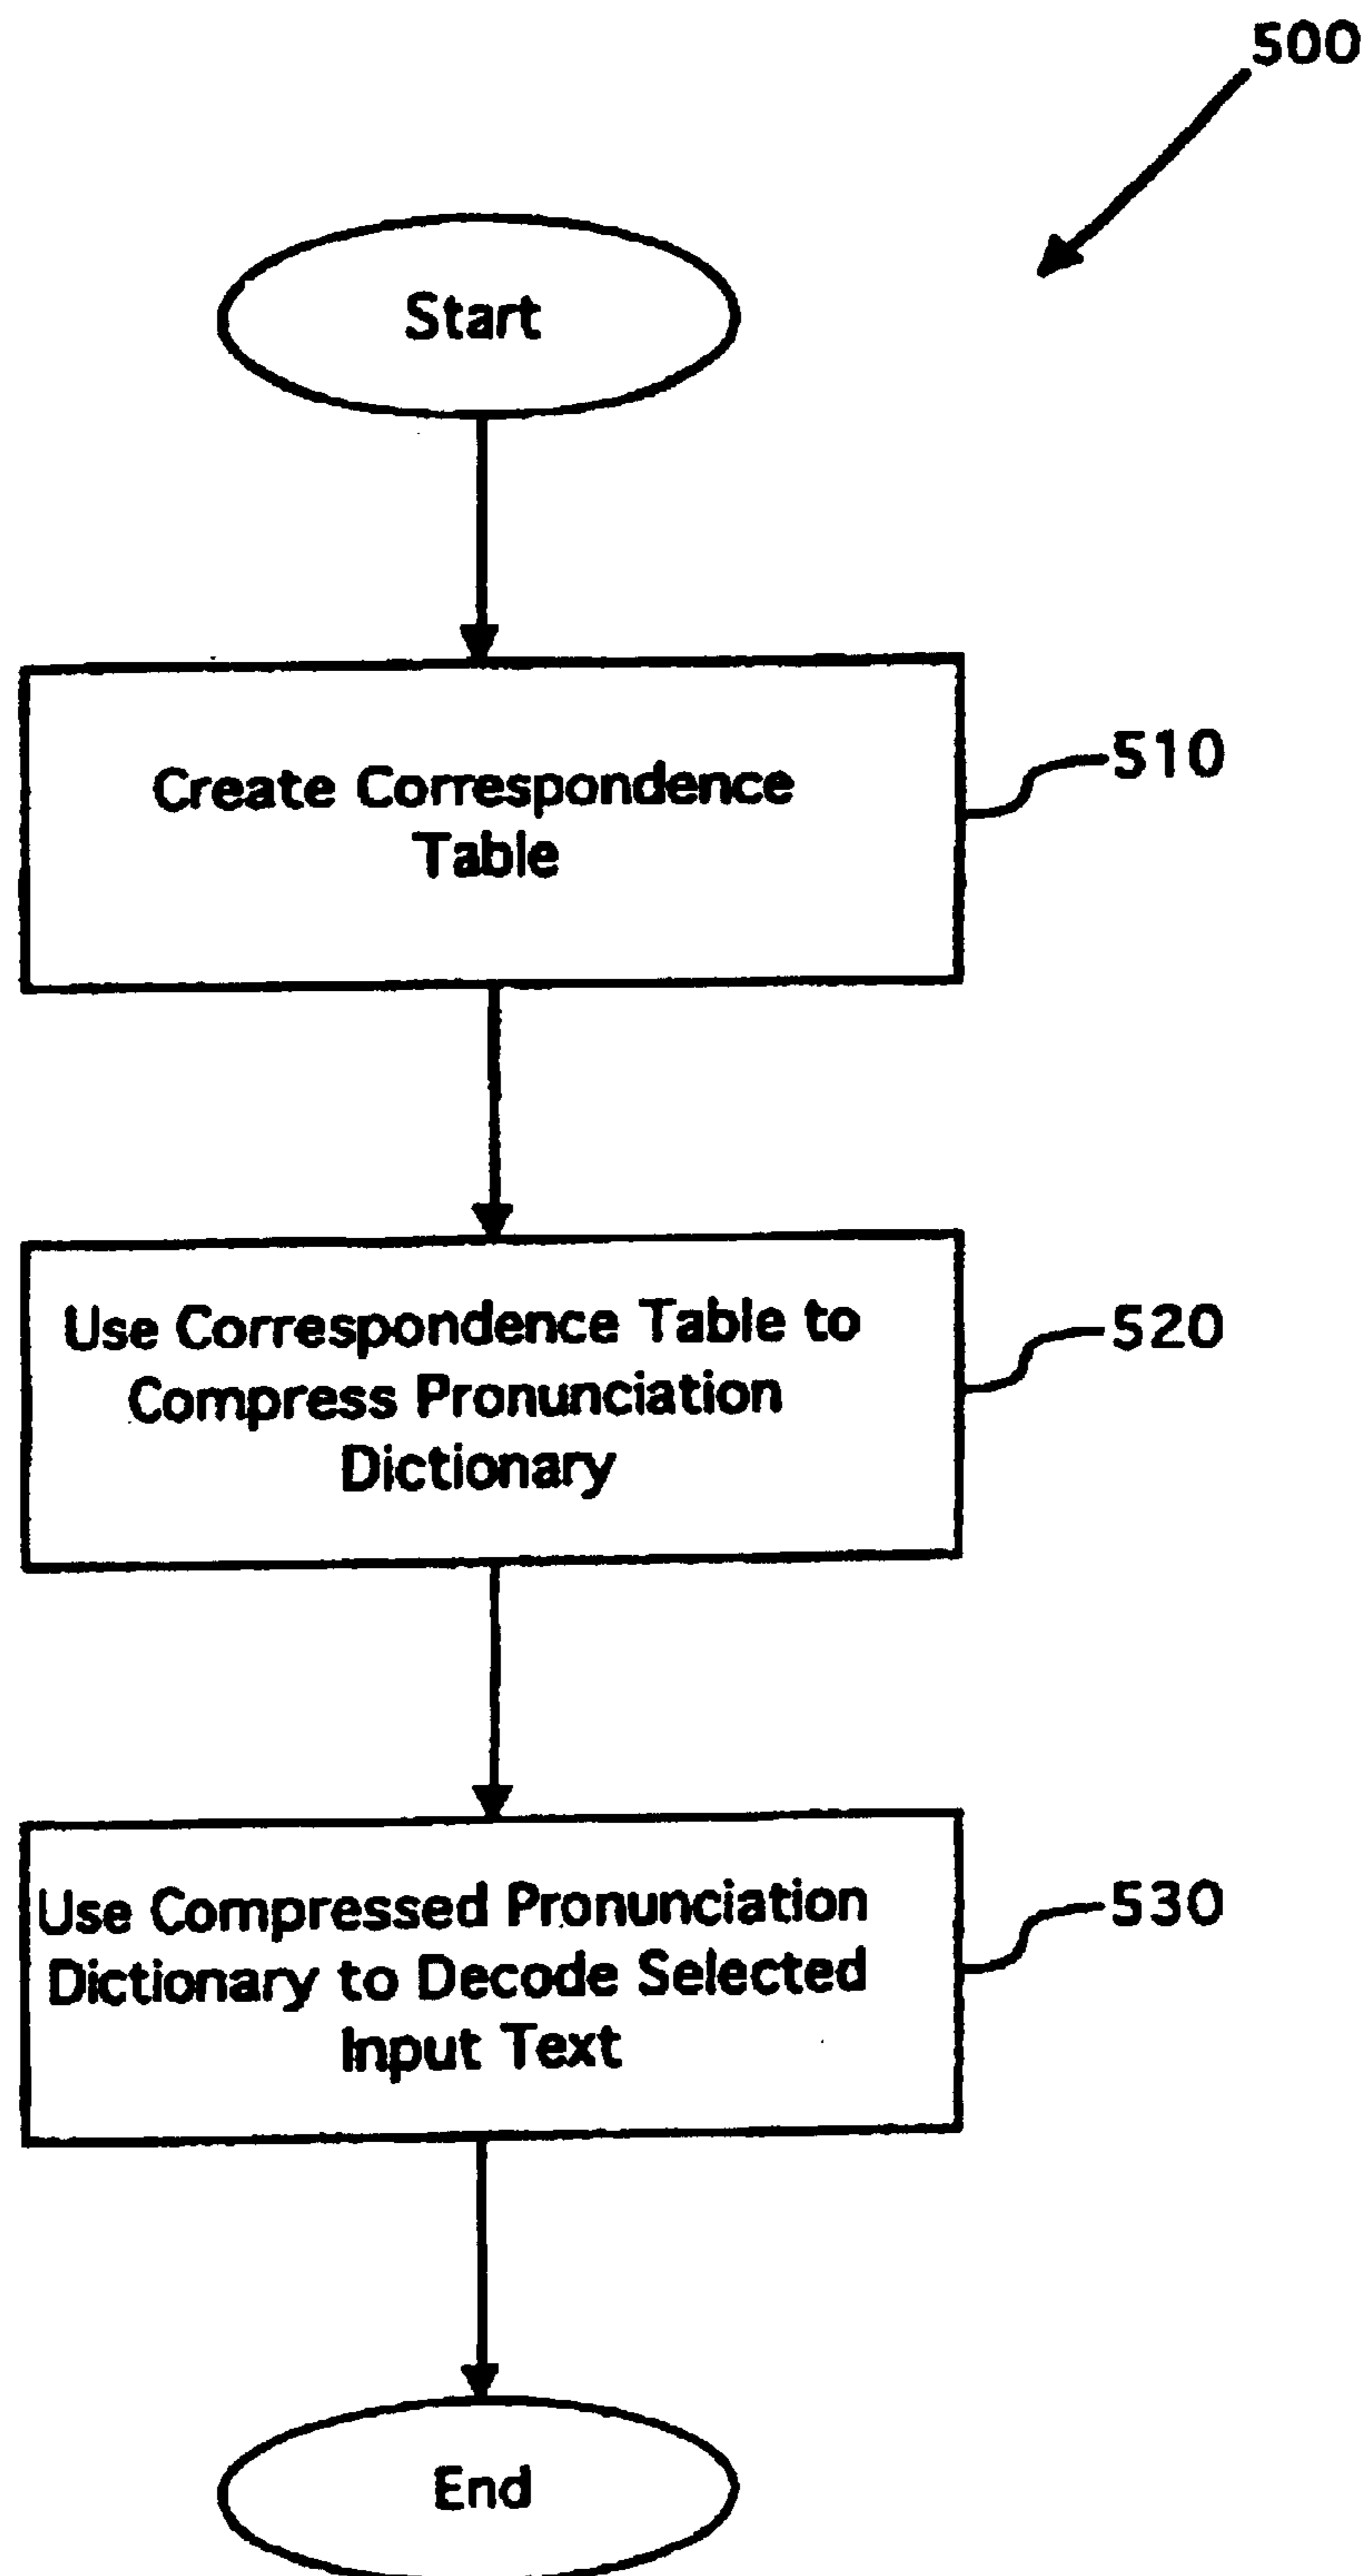 500
Start
Create Correspondence
Table
510
Use Correspondence Table to
Compress Pronunciation
Dictionary
520
Use Compressed Pronunciation
Dictionary to Decode Selected
Input Text
530
End